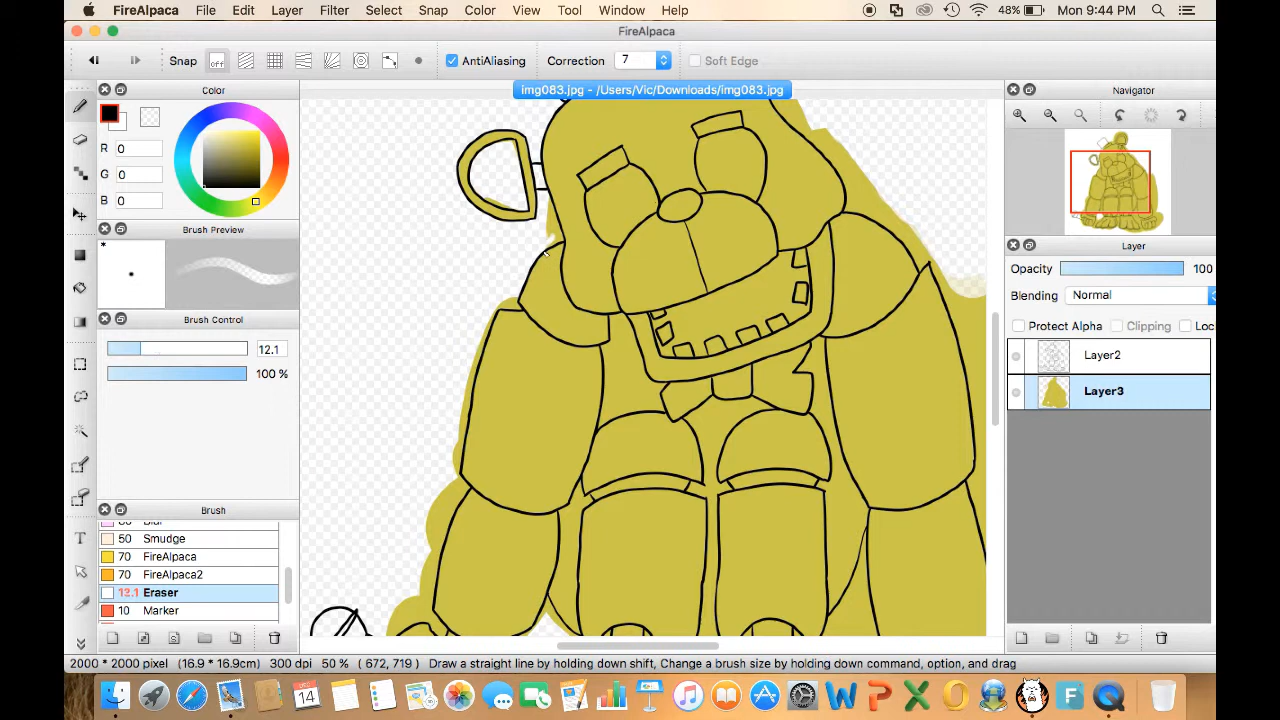 FireAlpaca File Edit Layer Filter Select Snap Color View Tool Window Help 48% Mon 9:44 PM
FireAlpaca
Snap off AntiAliasing Correction 7 Soft Edge
Color
img083.jpg - /Users/Vic/Downloads/img083.jpg
Navigator
R 0
G 0
B 0
Brush Preview
*
Layer
Opacity 100
Blending Normal
Protect Alpha Clipping Loc
Brush Control
12.1
100 %
Layer2
Layer3
Brush
50 Smudge
70 FireAlpaca
70 FireAlpaca2
12.1 Eraser
10 Marker
T
2000 * 2000 pixel (16.9 * 16.9cm) 300 dpi 50 % ( 672, 719 ) Draw a straight line by holding down shift, Change a brush size by holding down command, option, and drag
DEC
14
W P X O F